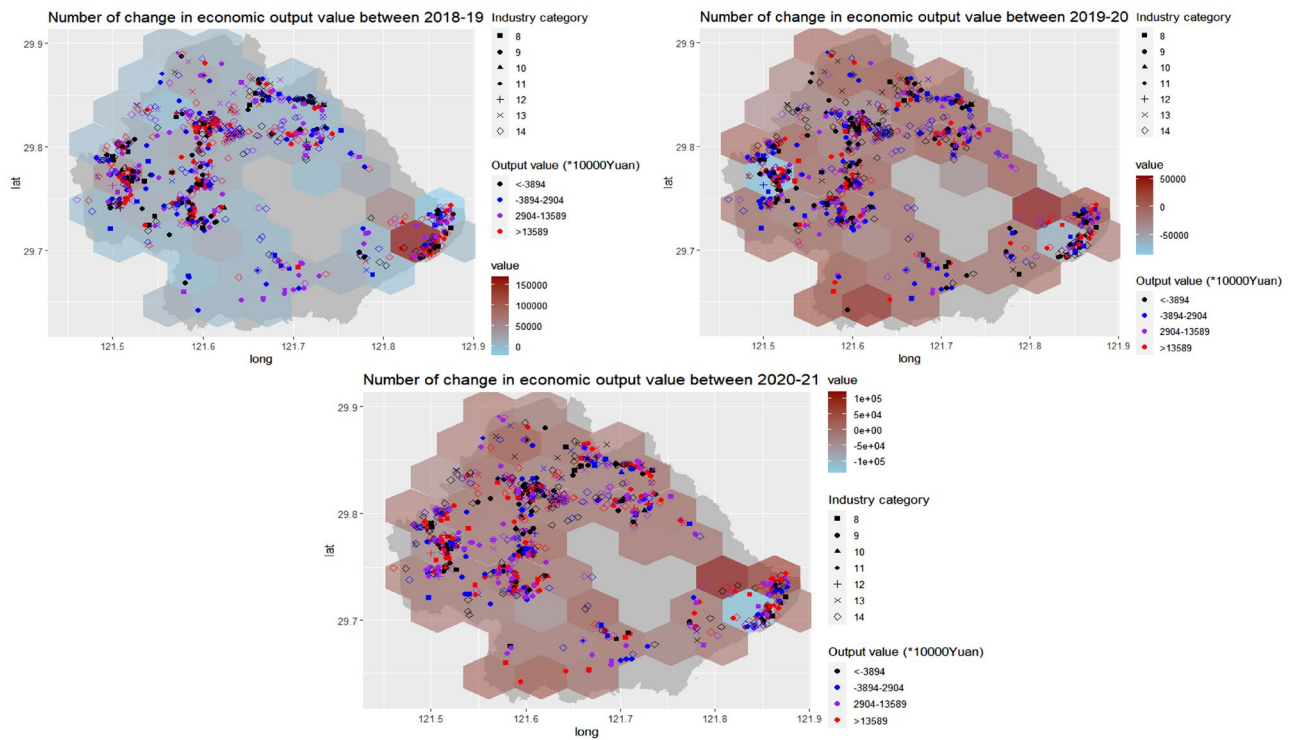 Number of change in economic output value between 2018-19
lat
29.9
29.8
29.7
121.5 121.6 121.7 121.8 121.9
long
Industry category
8
9
10
11
12
13
14
Output value (*10000Yuan)
<-3894
-3894-2904
2904-13589
>13589
value
150000
100000
50000
0
Number of change in economic output value between 2019-20
lat
29.9
29.8
29.7
121.5 121.6 121.7 121.8 121.9
long
Industry category
8
9
10
11
12
13
14
value
50000
0
-50000
Output value (*10000Yuan)
<-3894
-3894-2904
2904-13589
>13589
Number of change in economic output value between 2020-21
lat
29.9
29.8
29.7
121.5 121.6 121.7 121.8 121.9
long
value
1e+05
5e+04
0e+00
-5e+04
-1e+05
Industry category
8
9
10
11
12
13
14
Output value (*10000Yuan)
<-3894
-3894-2904
2904-13589
>13589